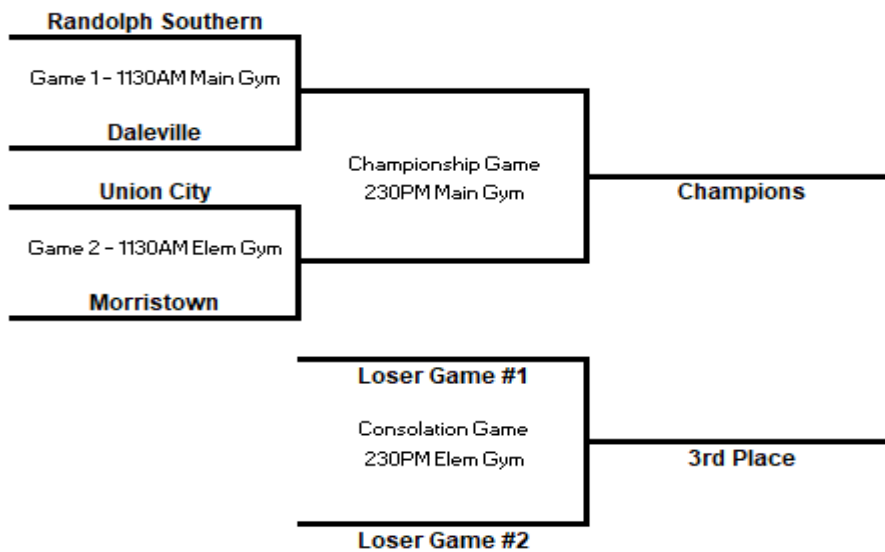 Randolph Southern
Game 1 - 1130AM Main Gym
Daleville
Union City
Game 2 - 1130AM Elem Gym
Morristown
Championship Game
230PM Main Gym
Champions
Loser Game #1
Consolation Game
230PM Elem Gym
Loser Game #2
3rd Place